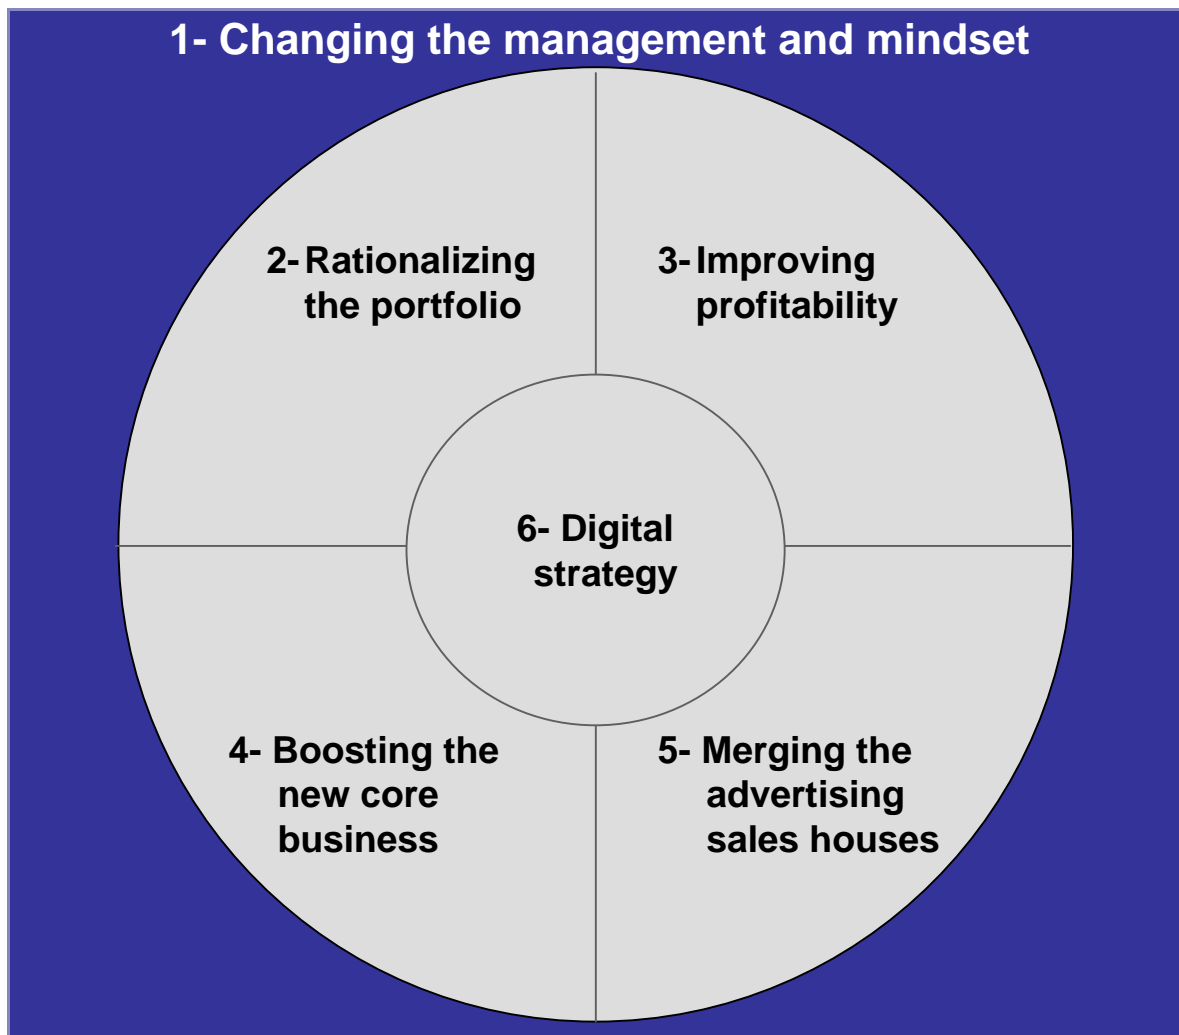 1- Changing the management and mindset
2- Rationalizing
the portfolio
3- Improving
profitability
6- Digital
strategy
4- Boosting the
new core
business
5- Merging the
advertising
sales houses